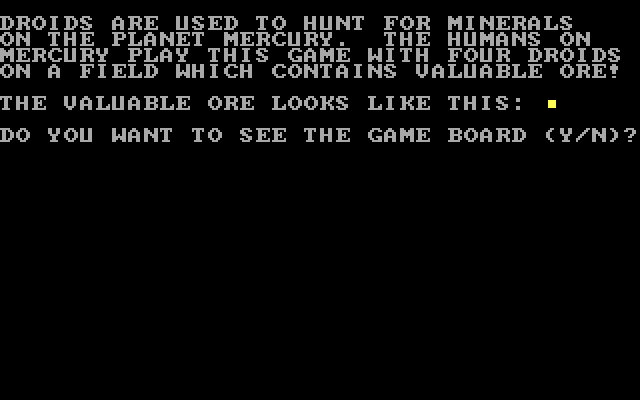 DROIDS ARE USED TO HUNT FOR MINERALS
ON THE PLANET MERCURY.  THE HUMANS ON
MERCURY PLAY THIS GAME WITH FOUR DROIDS
ON A FIELD WHICH CONTAINS VALUABLE ORE!
THE VALUABLE ORE LOOKS LIKE THIS: ■
DO YOU WANT TO SEE THE GAME BOARD (Y/N)?